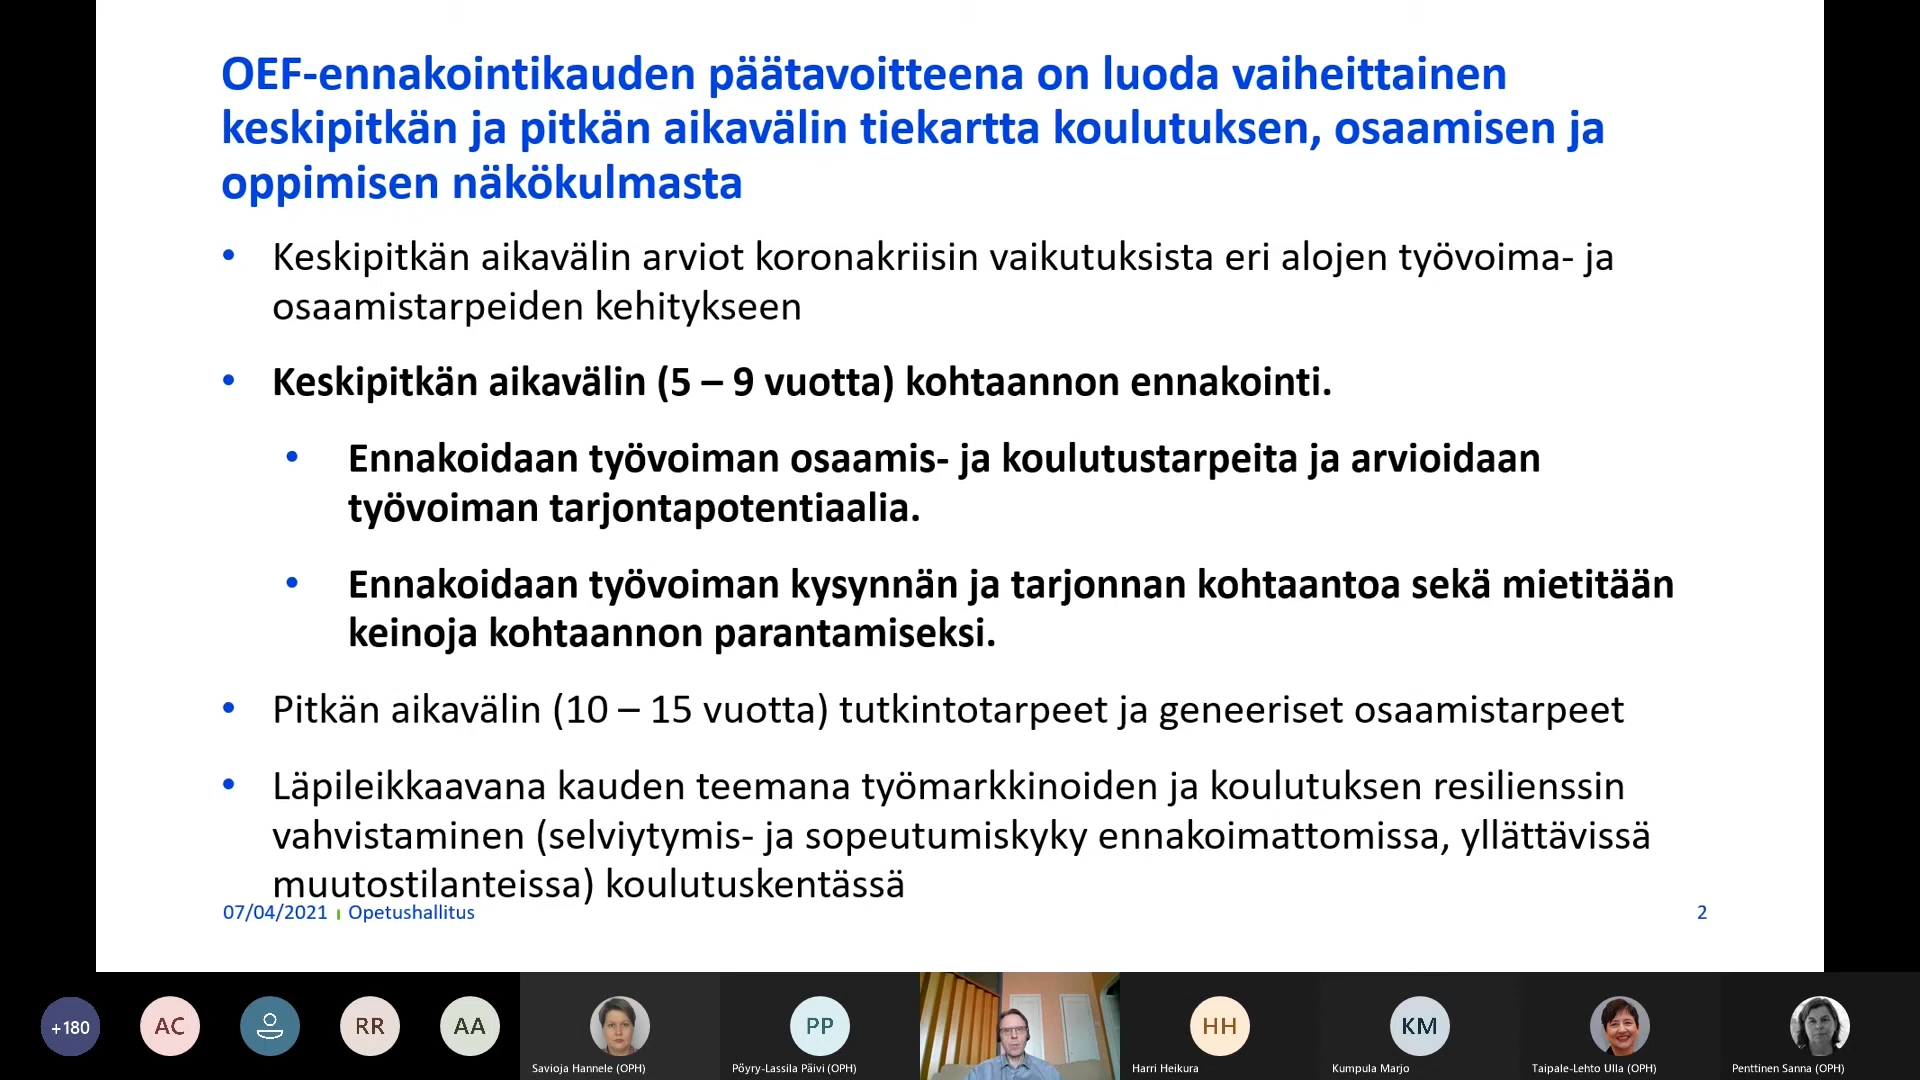 OEF-ennakointikauden päätavoitteena on luoda vaiheittainen
keskipitkän ja pitkän aikavälin tiekartta koulutuksen, osaamisen ja
oppimisen näkökulmasta
• Keskipitkän aikavälin arviot koronakriisin vaikutuksista eri alojen työvoima- ja
osaamistarpeiden kehitykseen
• Keskipitkän aikavälin (5 – 9 vuotta) kohtaannon ennakointi.
• Ennakoidaan työvoiman osaamis- ja koulutustarpeita ja arvioidaan
työvoiman tarjontapotentiaalia.
• Ennakoidaan työvoiman kysynnän ja tarjonnan kohtaantoa sekä mietitään
keinoja kohtaannon parantamiseksi.
• Pitkän aikavälin (10 – 15 vuotta) tutkintotarpeet ja geneeriset osaamistarpeet
• Läpileikkaavana kauden teemana työmarkkinoiden ja koulutuksen resilienssin
vahvistaminen (selviytymis- ja sopeutumiskyky ennakoimattomissa, yllättävissä
muutostilanteissa) koulutuskentässä
07/04/2021 Opetushallitus 2
+180 AC RR AA PP HH KM
Savioja Hannele (OPH) Pöyry-Lassila Päivi (OPH) Harri Heikura Kumpula Marjo Taipale-Lehto Ulla (OPH) Penttinen Sanna (OPH)